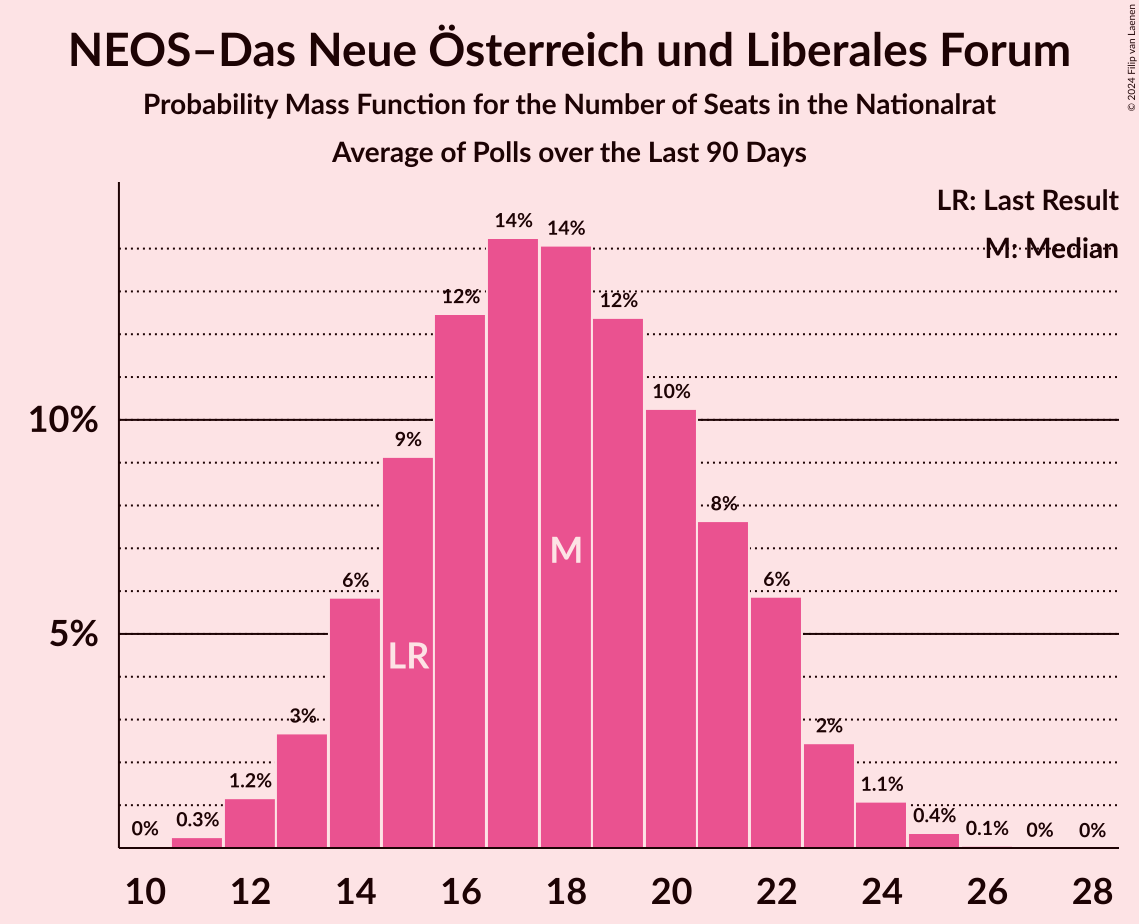 NEOS–Das Neue Österreich und Liberales Forum
Probability Mass Function for the Number of Seats in the Nationalrat
Average of Polls over the Last 90 Days
© 2024 Filip van Laenen
LR: Last Result
M: Median
14%
14%
12%
12%
10%
10%
9%
8%
M
6%
6%
5%
LR
3%
2%
1.2%
1.1%
0%
0.3%
0.4%
0.1%
0%
0%
10 12 14 16 18 20 22 24 26 28